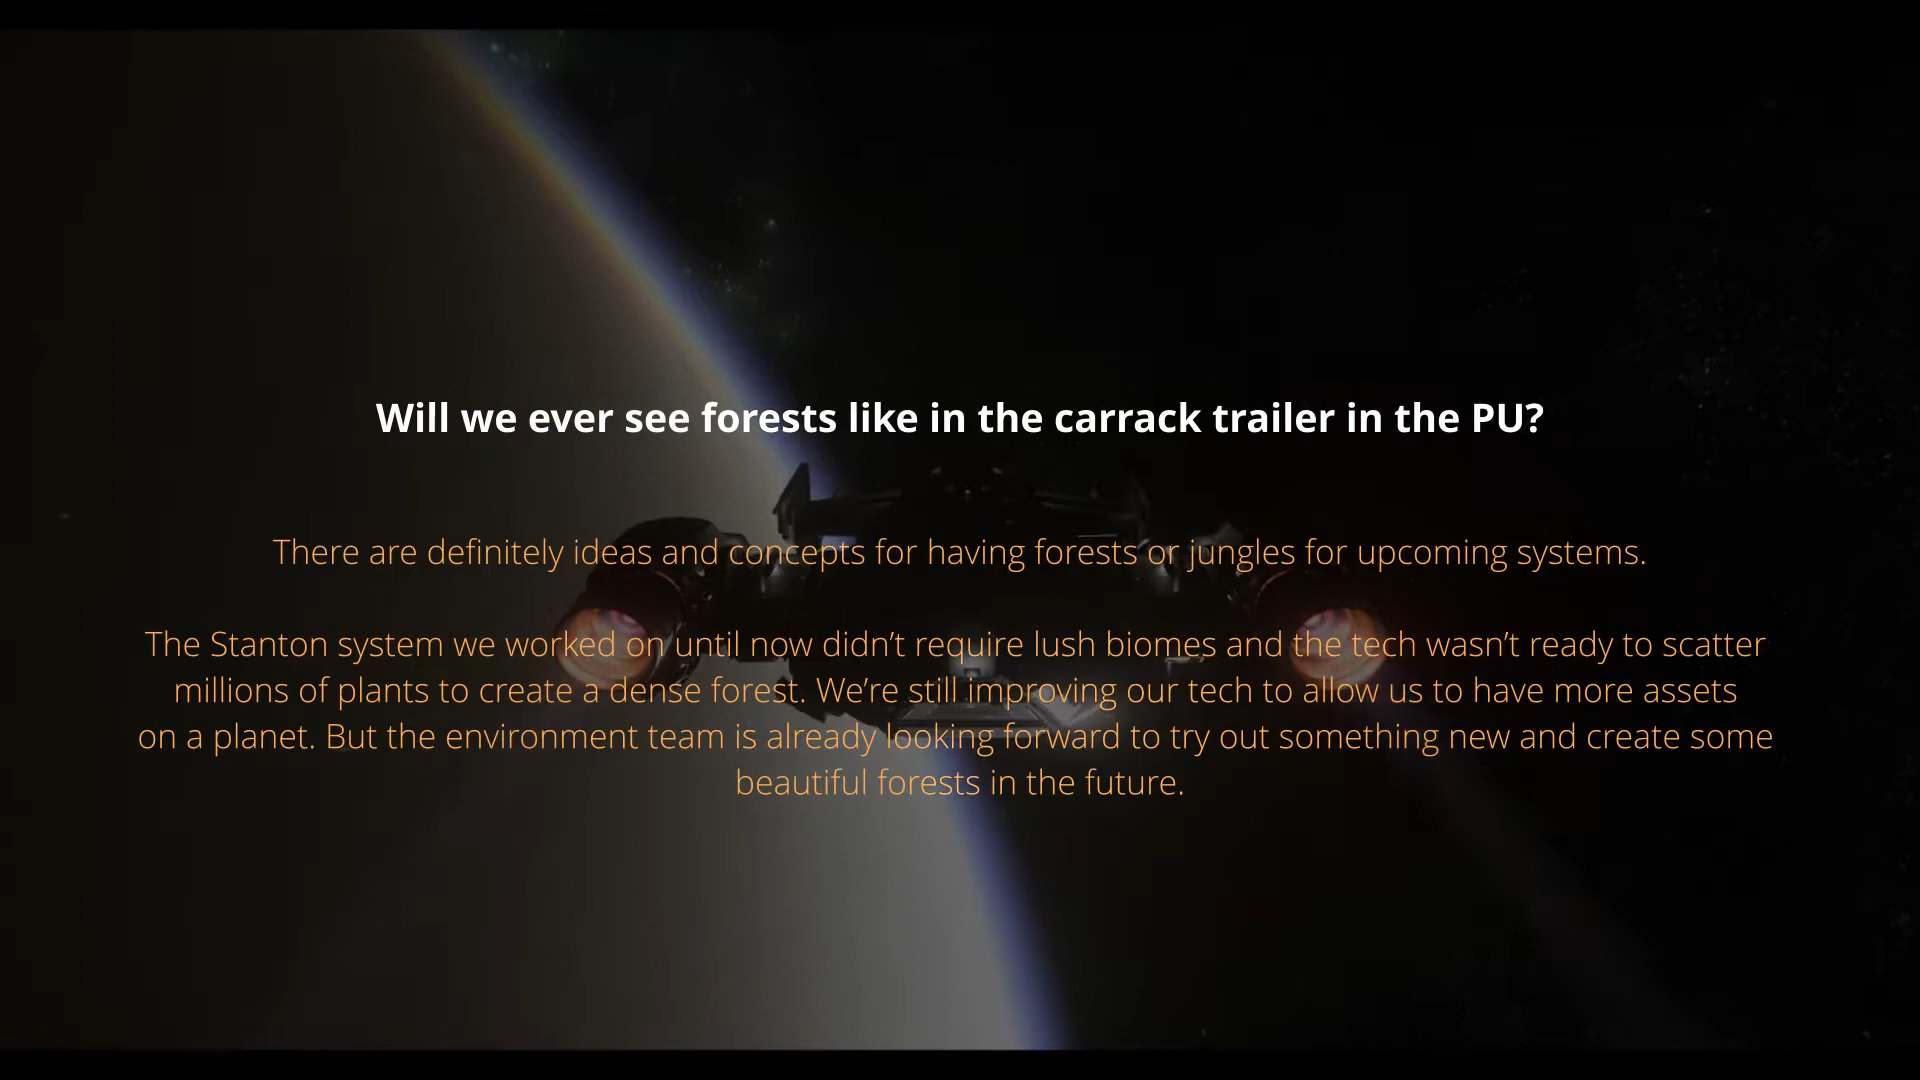 Will we ever see forests like in the carrack trailer in the PU?
There are definitely ideas and concepts for having forests or jungles for upcoming systems.
The Stanton system we worked on until now didn’t require lush biomes and the tech wasn’t ready to scatter
millions of plants to create a dense forest. We’re still improving our tech to allow us to have more assets
on a planet. But the environment team is already looking forward to try out something new and create some
beautiful forests in the future.